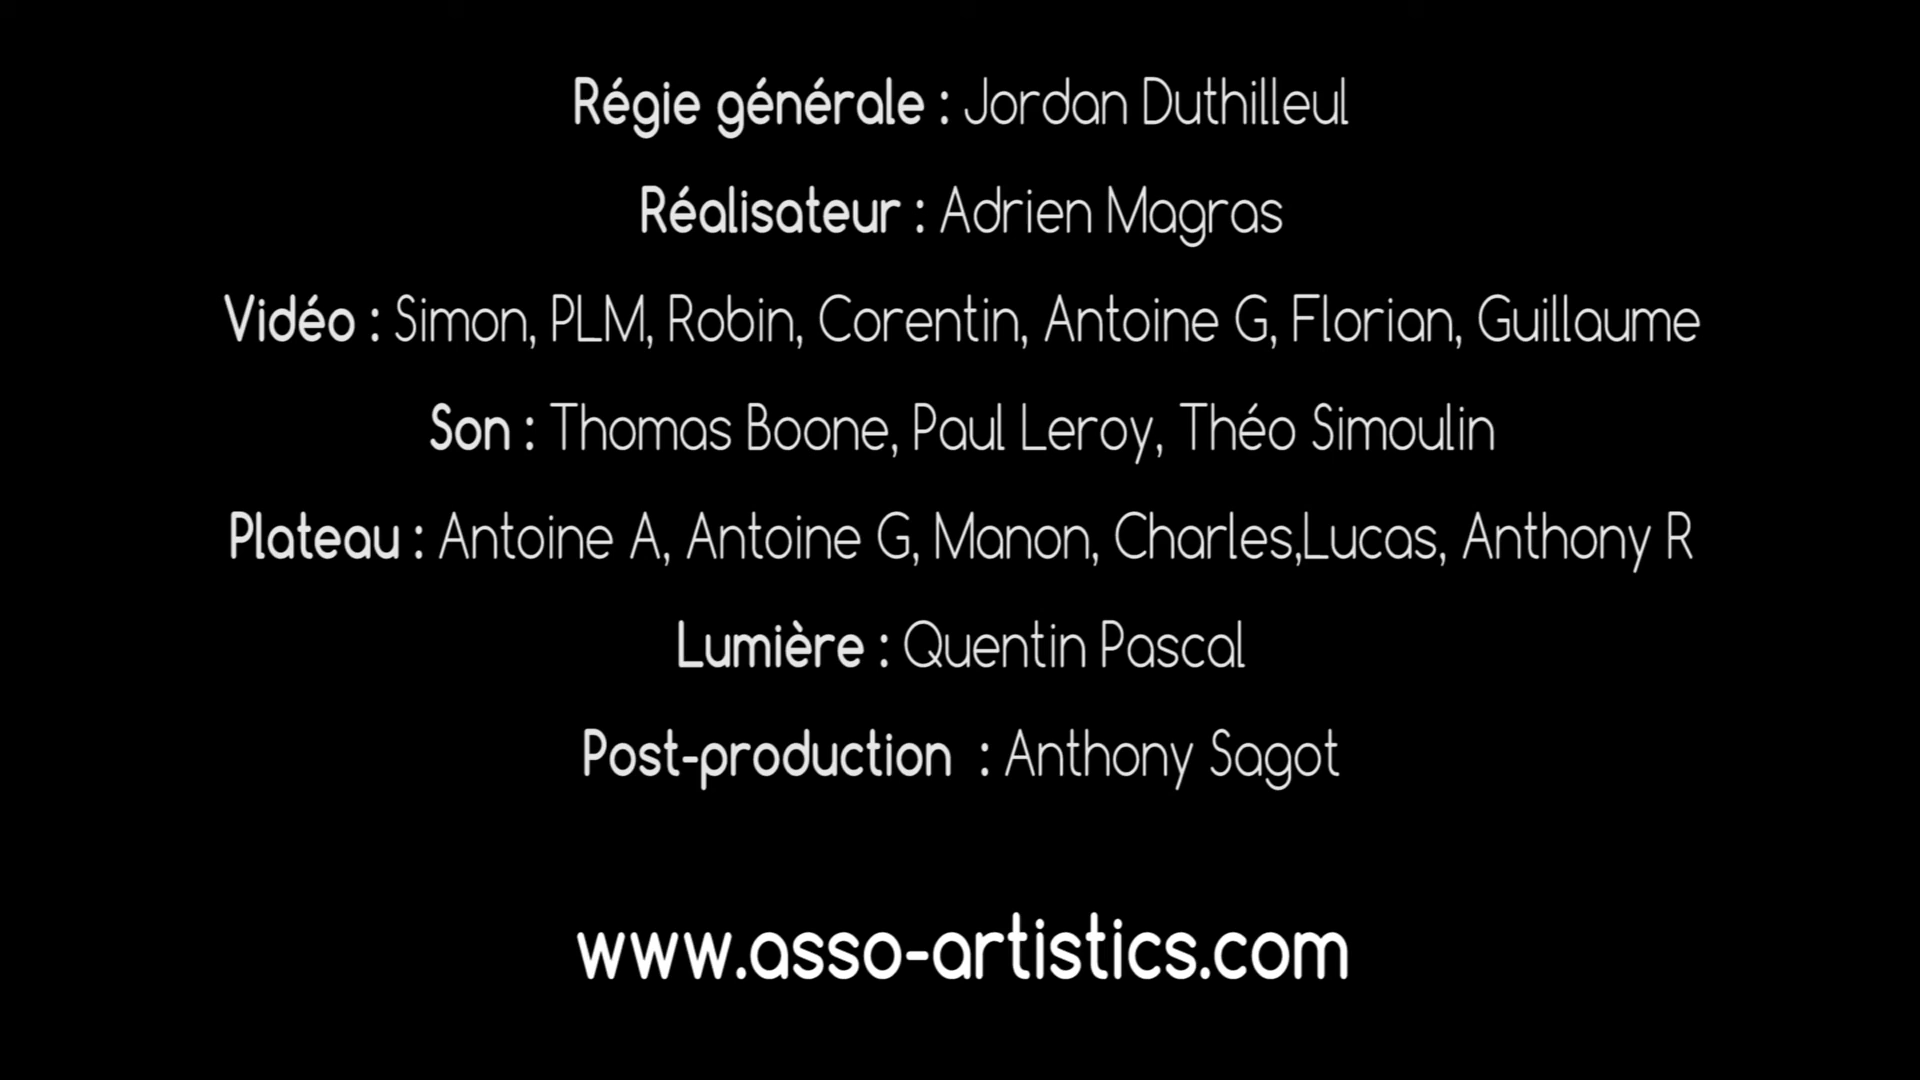 Régie générale : Jordan Duthilleul
Réalisateur : Adrien Magras
Vidéo : Simon, PLM, Robin, Corentin, Antoine G, Florian, Guillaume
Son : Thomas Boone, Paul Leroy, Théo Simoulin
Plateau : Antoine A, Antoine G, Manon, Charles,Lucas, Anthony R
Lumière : Quentin Pascal
Post-production  : Anthony Sagot
www.asso-artistics.com